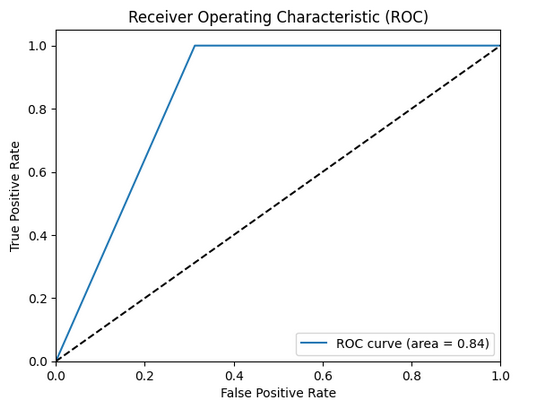 Receiver Operating Characteristic (ROC)
True Positive Rate
1.0
0.8
0.6
0.4
0.2
0.0
0.0 0.2 0.4 0.6 0.8 1.0
False Positive Rate
ROC curve (area = 0.84)